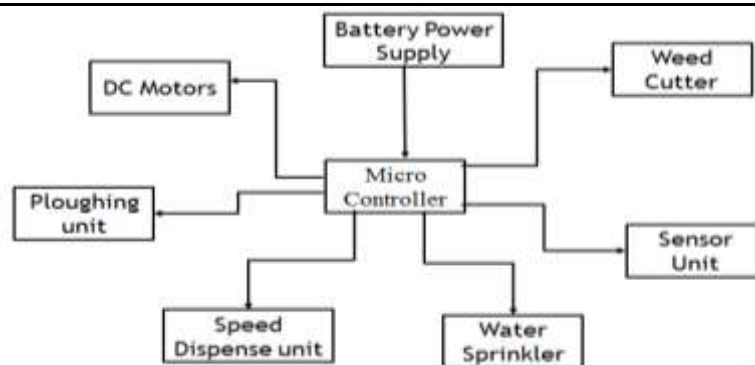 Battery Power
Supply
Weed
Cutter
DC Motors
Micro
Controller
Ploughing
unit
Sensor
Unit
Speed
Dispense unit
Water
Sprinkler